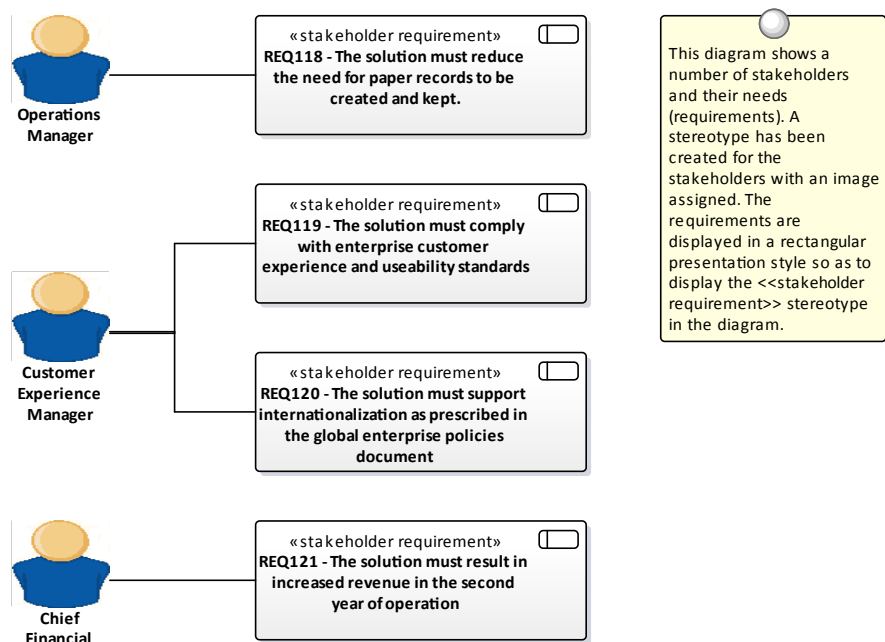 «stakeholder requirement»
REQ118 - The solution must reduce
the need for paper records to be
created and kept.
Operations
Manager
«stakeholder requirement»
REQ119 - The solution must comply
with enterprise customer
experience and useability standards
Customer
Experience
Manager
«stakeholder requirement»
REQ120 - The solution must support
internationalization as prescribed in
the global enterprise policies
document
«stakeholder requirement»
REQ121 - The solution must result in
increased revenue in the second
year of operation
Chief
Financial
This diagram shows a
number of stakeholders
and their needs
(requirements). A
stereotype has been
created for the
stakeholders with an image
assigned. The
requirements are
displayed in a rectangular
presentation style so as to
display the <<stakeholder
requirement>> stereotype
in the diagram.